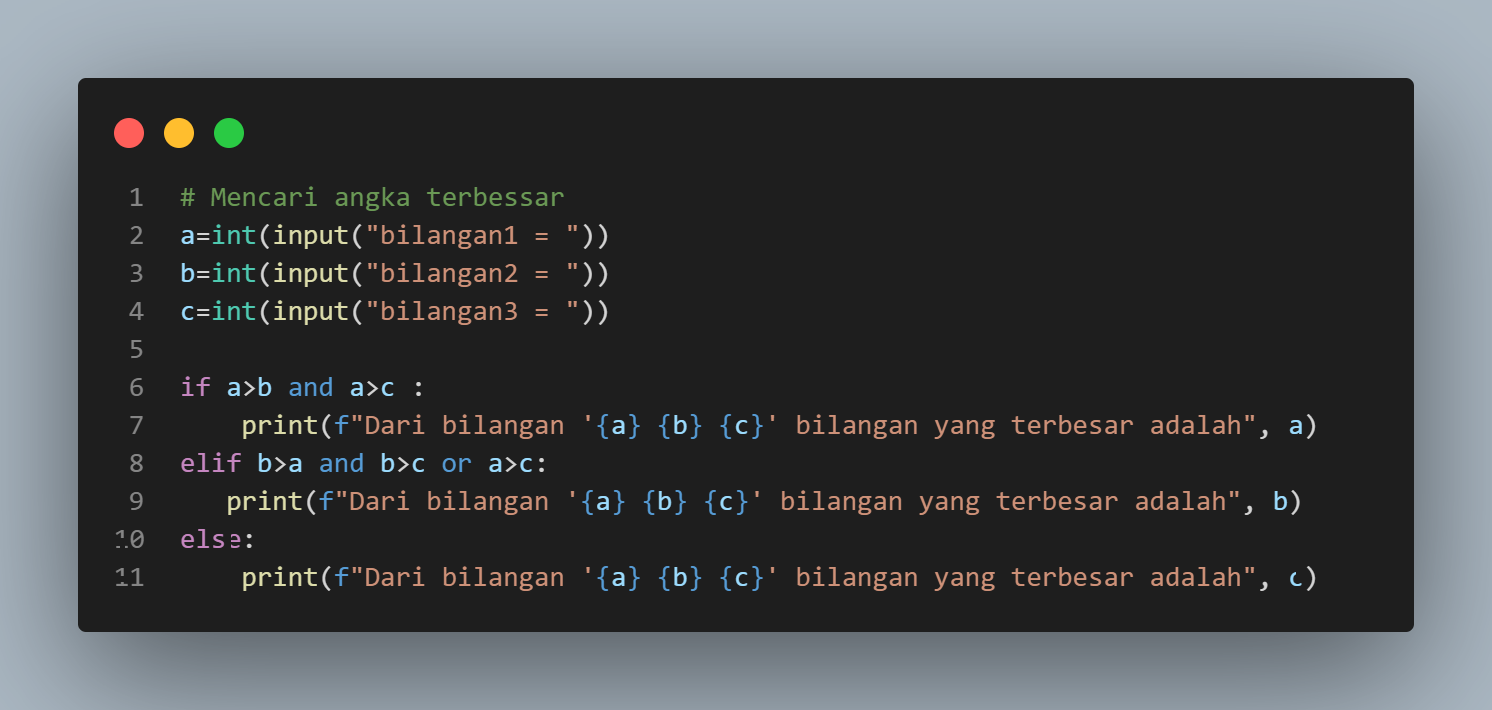 1 # Mencari angka terbessar
2 a=int(input("bilangan1 = "))
3 b=int(input("bilangan2 = "))
4 c=int(input("bilangan3 = "))
5
6 if a>b and a>c :
7     print(f"Dari bilangan '{a} {b} {c}' bilangan yang terbesar adalah", a)
8 elif b>a and b>c or a>c:
9    print(f"Dari bilangan '{a} {b} {c}' bilangan yang terbesar adalah", b)
10 else:
11     print(f"Dari bilangan '{a} {b} {c}' bilangan yang terbesar adalah", c)